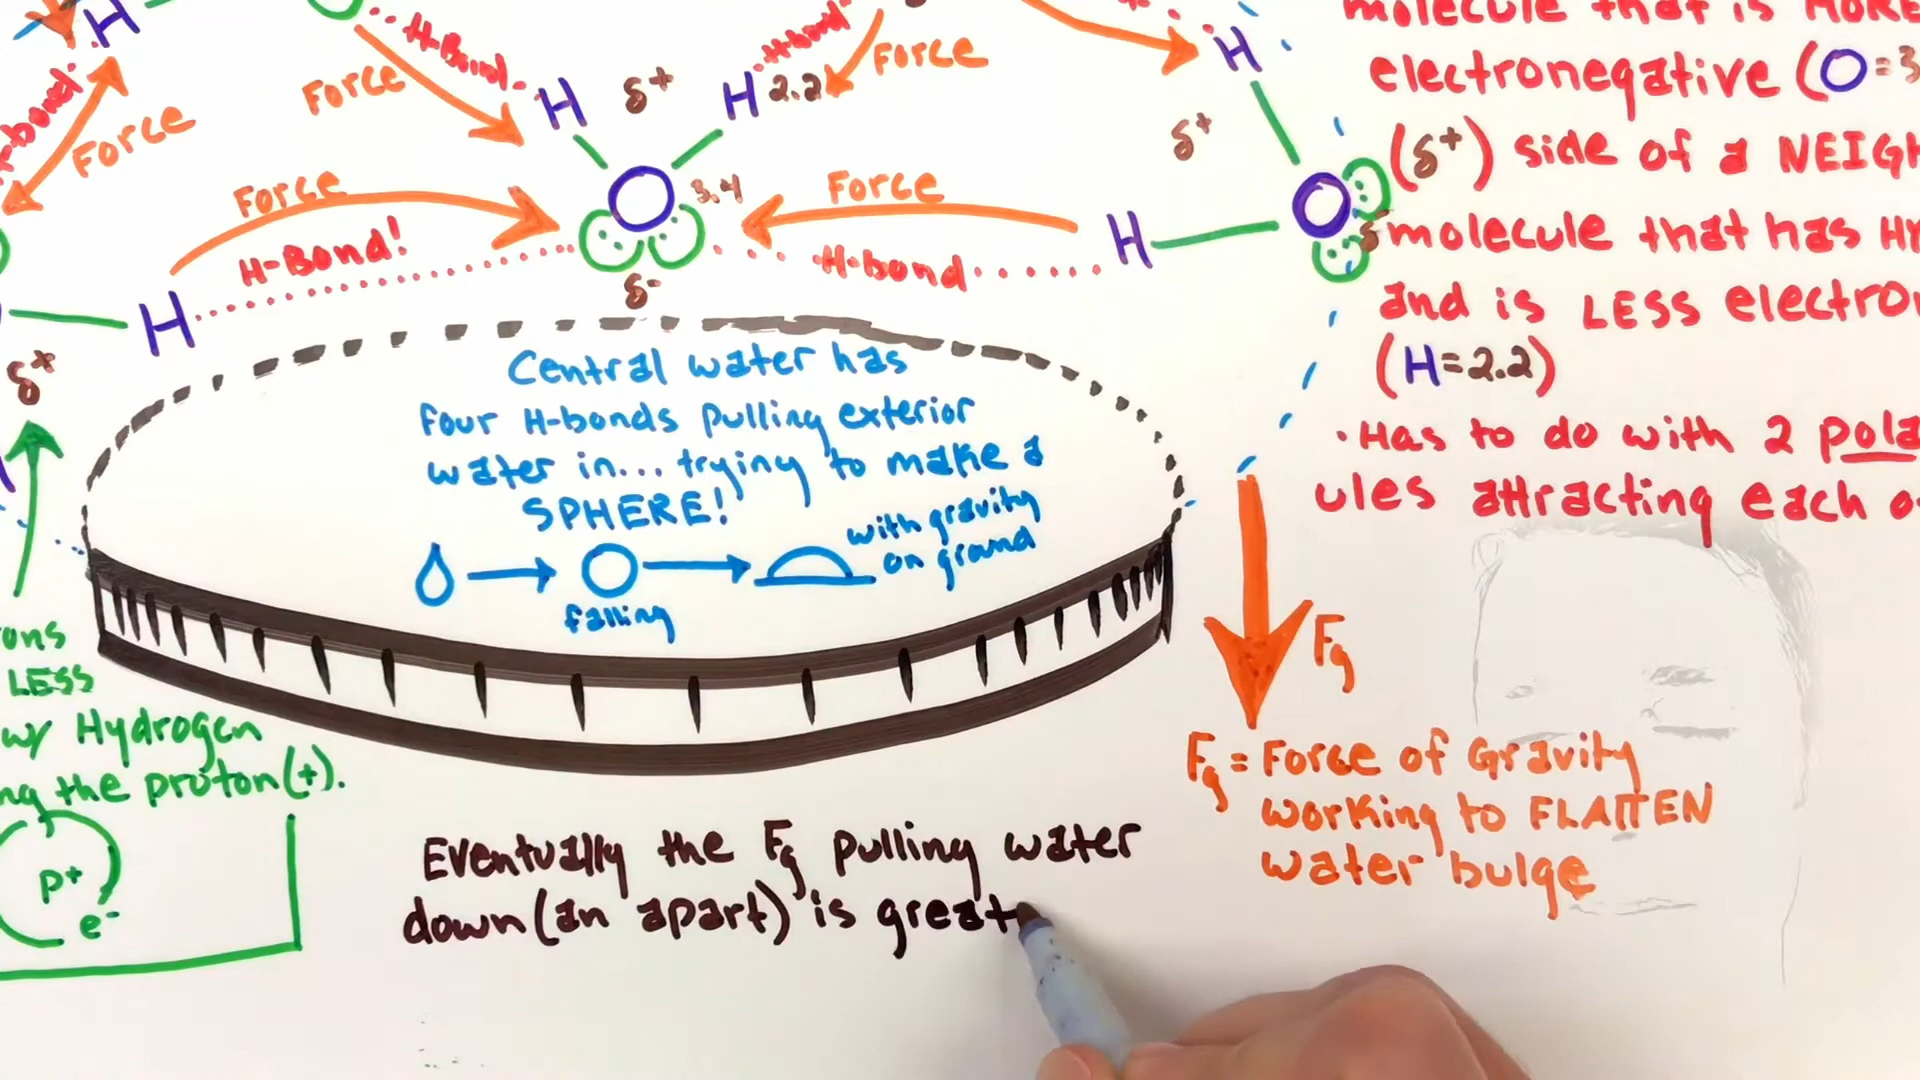 H
H-Bond
Force
H-bond
Force
H
Force
H
δ+
H 2.2
H-bond
Force
δ+
Force
3.4
Force
H-Bond!
H-bond
H
H
δ-
δ+
molecule that is MORE
electronegative (O=3
(δ+) side of a NEIGH
molecule that has HY
and is LESS electron
(H=2.2)
·Has to do with 2 pola
ules attracting each o
Central water has
four H-bonds pulling exterior
water in... trying to make a
SPHERE!
with gravity
on ground
falling
Fg
Fg = Force of Gravity
working to FLATTEN
water bulge
LESS
w/ Hydrogen
ng the proton(+).
p+
e-
Eventually the Fg pulling water
down (an apart) is great